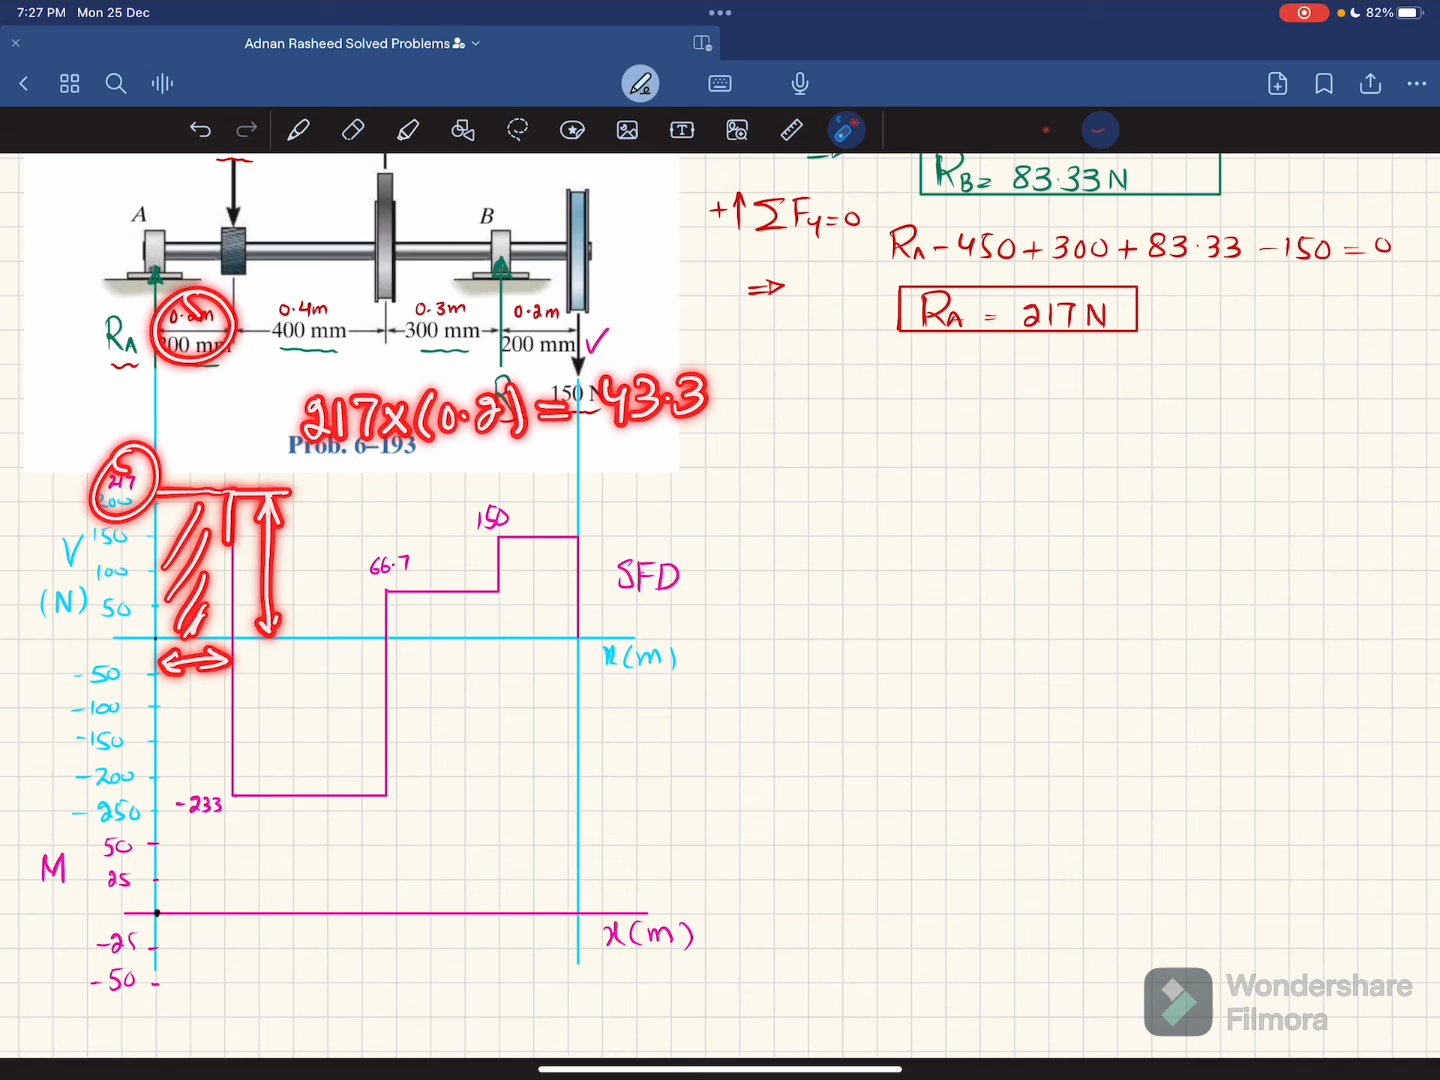 7:27 PM Mon 25 Dec
82%
Adnan Rasheed Solved Problems
A
B
0.4m
0.3m
0.2m
RA
400 mm
300 mm
200 mm
V
150 N
217×(0.2) = 43.3
Prob. 6–193
RB = 83.33 N
+↑ ΣFy=0
RA - 450 + 300 + 83.33 - 150 = 0
⇒
RA = 217 N
217
200
V
150
100
(N)
50
-50
-100
-150
-200
-250
66.7
150
SFD
x(m)
-233
M
50
25
-25
-50
x(m)
Wondershare
Filmora